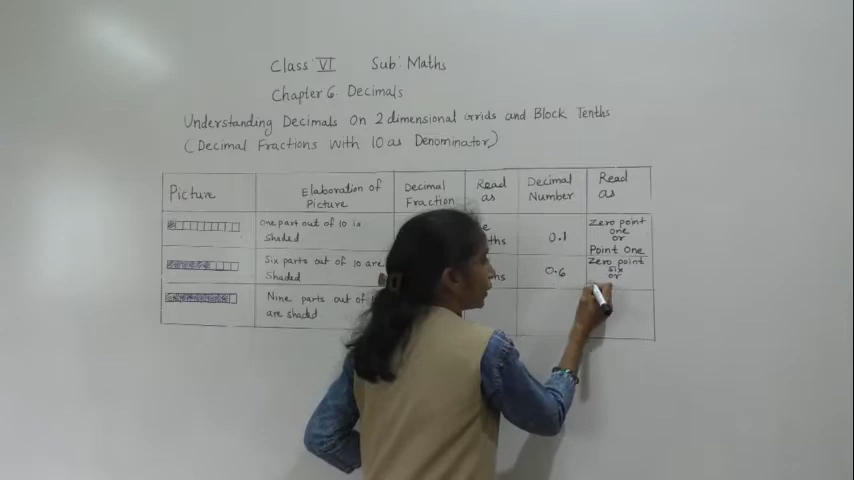 Class: VI Sub: Maths
Chapter 6. Decimals
Understanding Decimals On 2 dimensional Grids and Block Tenths
(Decimal Fractions With 10 as Denominator)
Picture
Elaboration of
Picture
Decimal
Fraction
Read
as
Decimal
Number
Read
as
One part out of 10 is
shaded
0.1
Zero point
one
or
Point One
Six parts out of 10 are
shaded
0.6
Zero point
six
or
Nine parts out of
are shaded